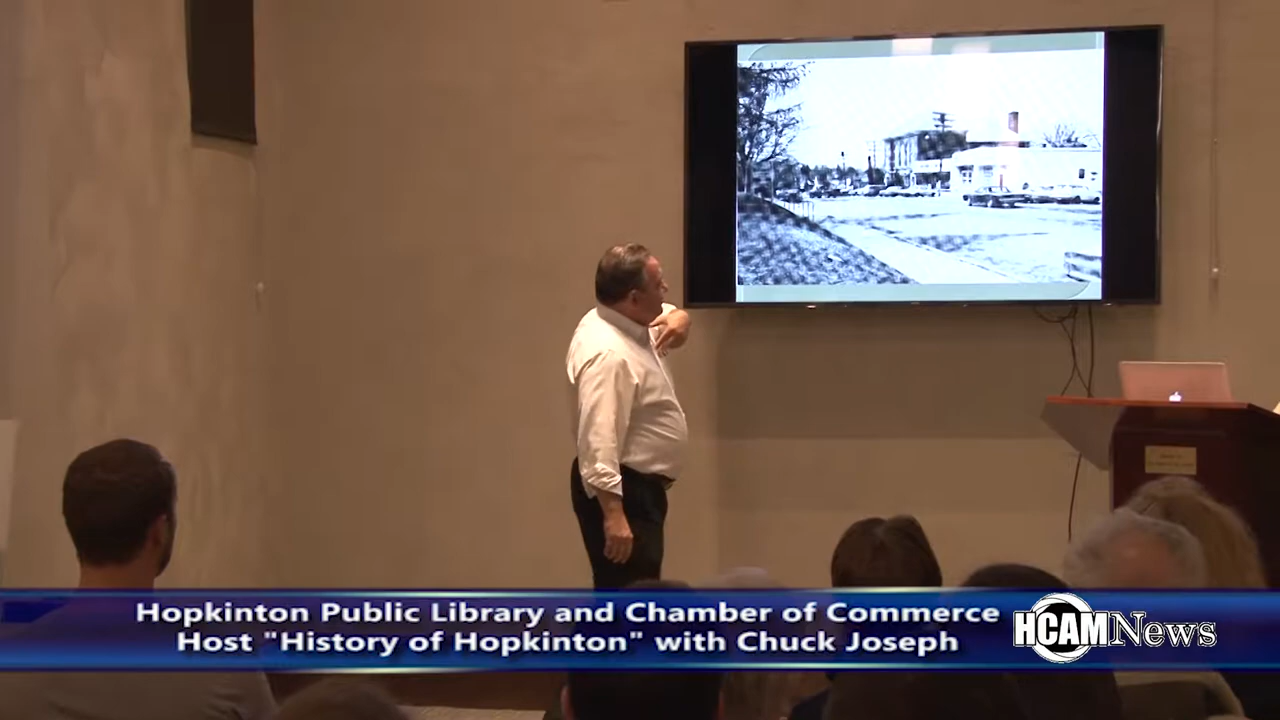 Hopkinton Public Library and Chamber of Commerce
Host "History of Hopkinton" with Chuck Joseph
HCAMNews